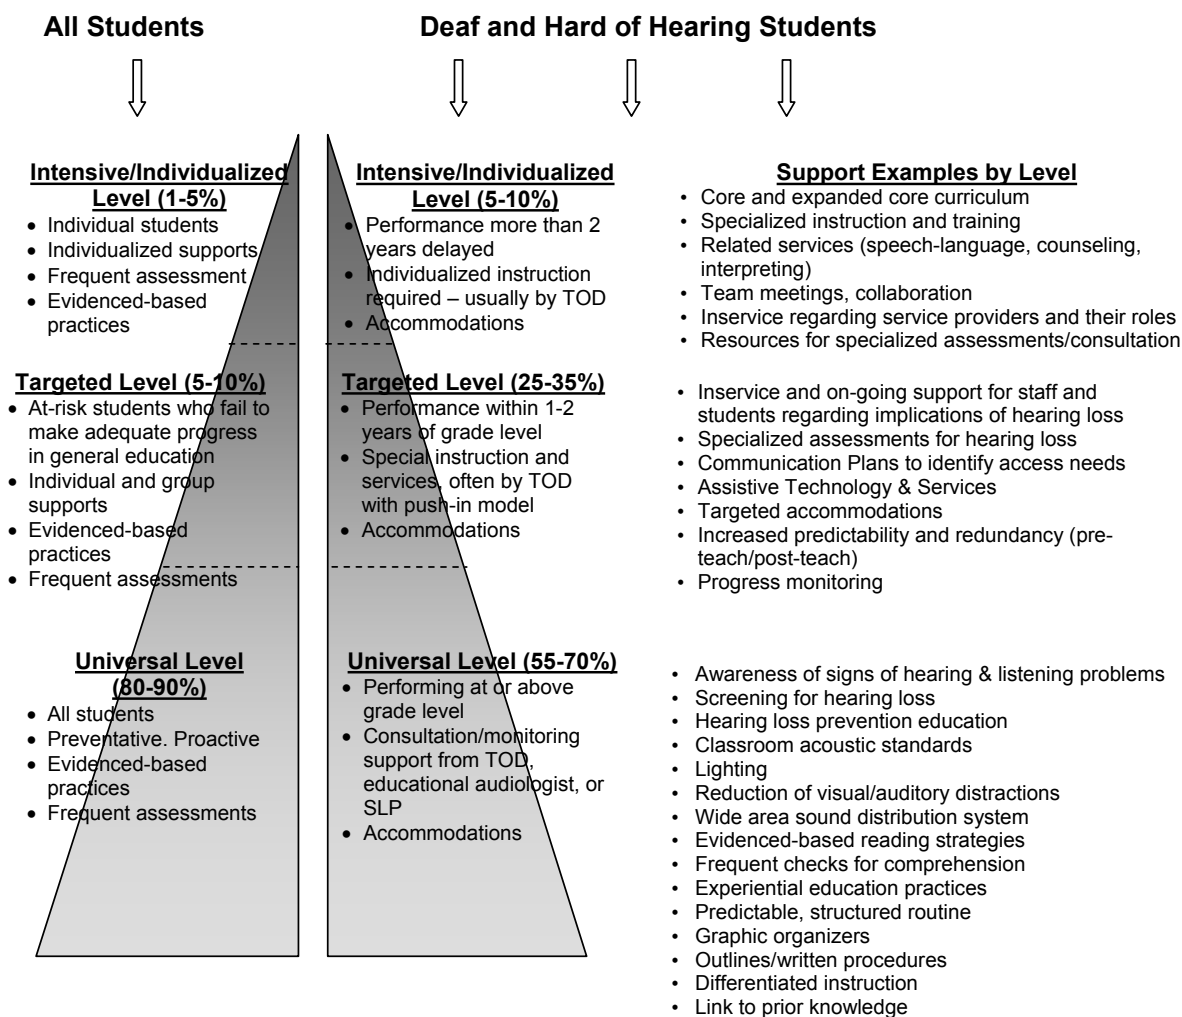 All Students
Deaf and Hard of Hearing Students
Intensive/Individualized
Level (1-5%)
• Individual students
• Individualized supports
• Frequent assessment
• Evidenced-based
practices
Targeted Level (5-10%)
• At-risk students who fail to
make adequate progress
in general education
• Individual and group
supports
• Evidenced-based
practices
• Frequent assessments
Universal Level
(80-90%)
• All students
• Preventative. Proactive
• Evidenced-based
practices
• Frequent assessments
Intensive/Individualized
Level (5-10%)
• Performance more than 2
years delayed
• Individualized instruction
required – usually by TOD
• Accommodations
Targeted Level (25-35%)
• Performance within 1-2
years of grade level
• Special instruction and
services, often by TOD
with push-in model
• Accommodations
Universal Level (55-70%)
• Performing at or above
grade level
• Consultation/monitoring
support from TOD,
educational audiologist, or
SLP
• Accommodations
Support Examples by Level
• Core and expanded core curriculum
• Specialized instruction and training
• Related services (speech-language, counseling,
interpreting)
• Team meetings, collaboration
• Inservice regarding service providers and their roles
• Resources for specialized assessments/consultation
• Inservice and on-going support for staff and
students regarding implications of hearing loss
• Specialized assessments for hearing loss
• Communication Plans to identify access needs
• Assistive Technology & Services
• Targeted accommodations
• Increased predictability and redundancy (pre-
teach/post-teach)
• Progress monitoring
• Awareness of signs of hearing & listening problems
• Screening for hearing loss
• Hearing loss prevention education
• Classroom acoustic standards
• Lighting
• Reduction of visual/auditory distractions
• Wide area sound distribution system
• Evidenced-based reading strategies
• Frequent checks for comprehension
• Experiential education practices
• Predictable, structured routine
• Graphic organizers
• Outlines/written procedures
• Differentiated instruction
• Link to prior knowledge